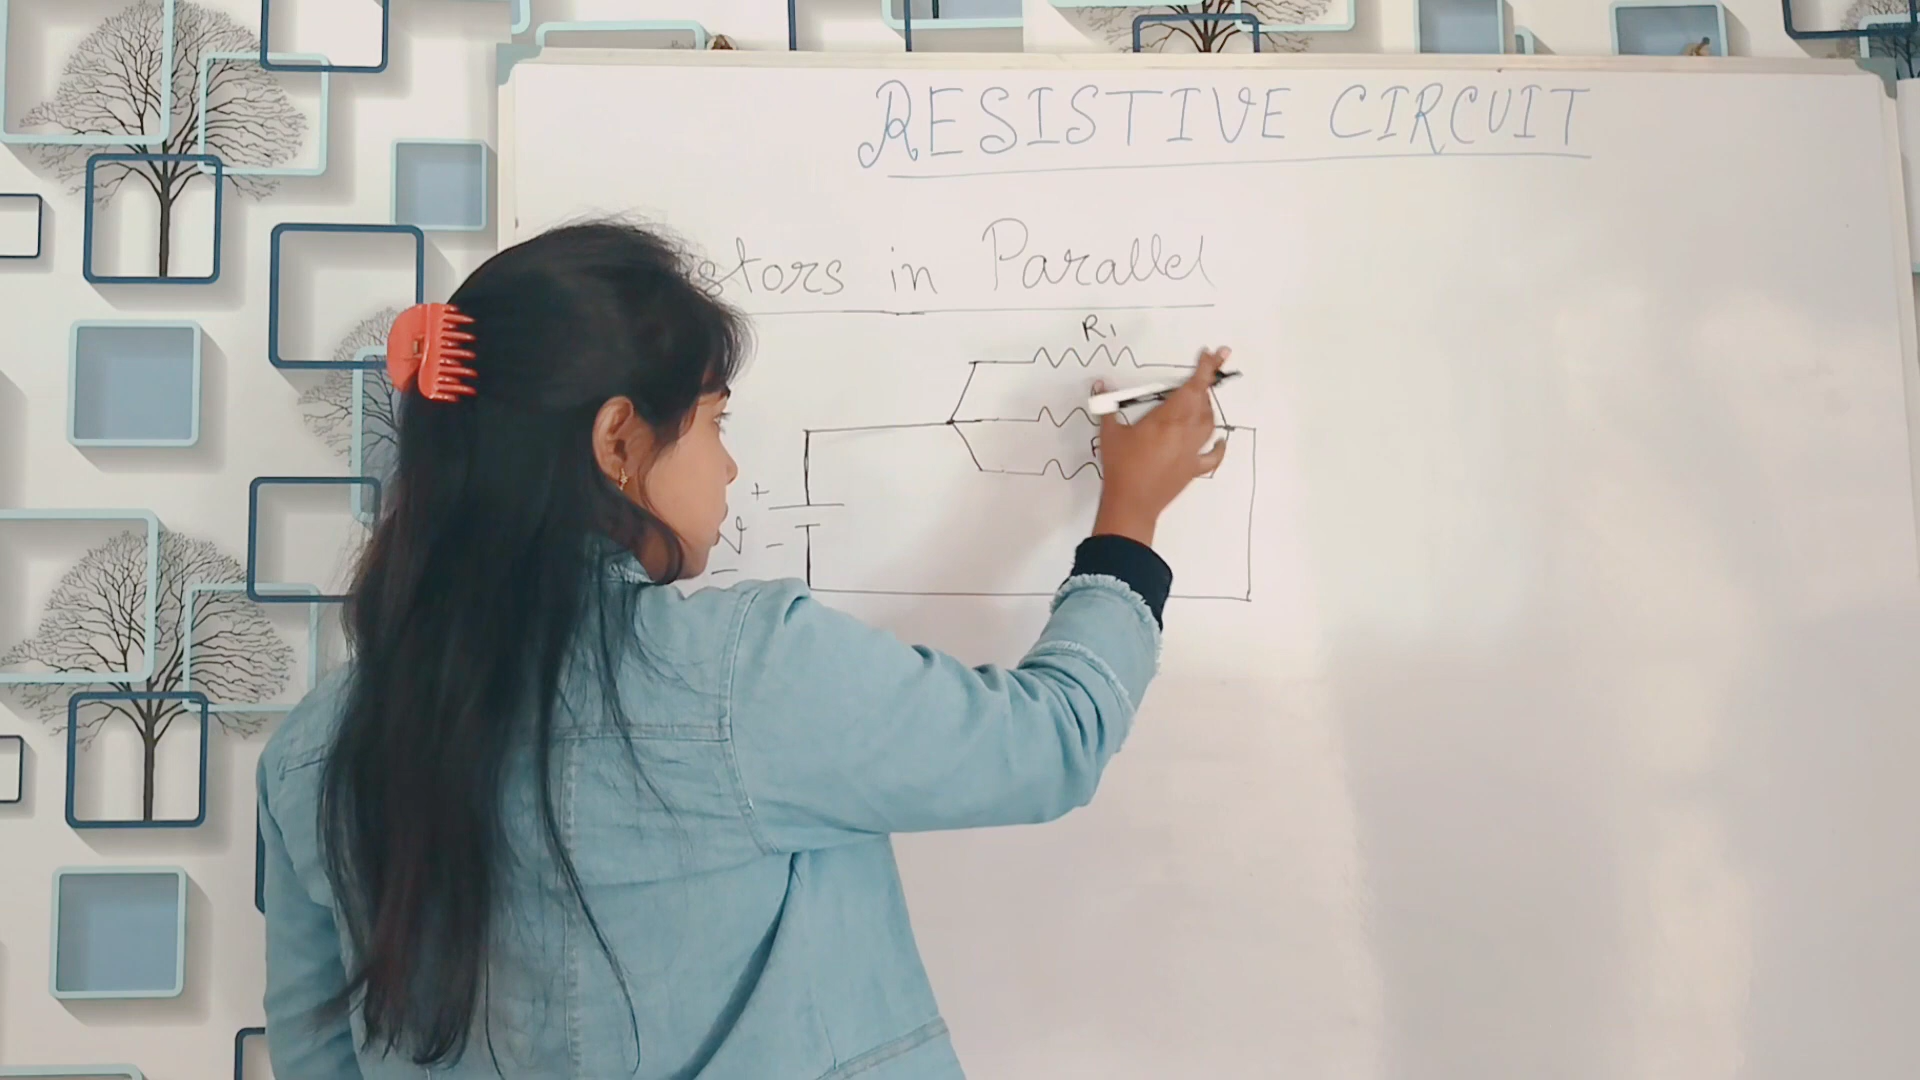 RESISTIVE CIRCUIT
stors in Parallel
R1
+
V
-